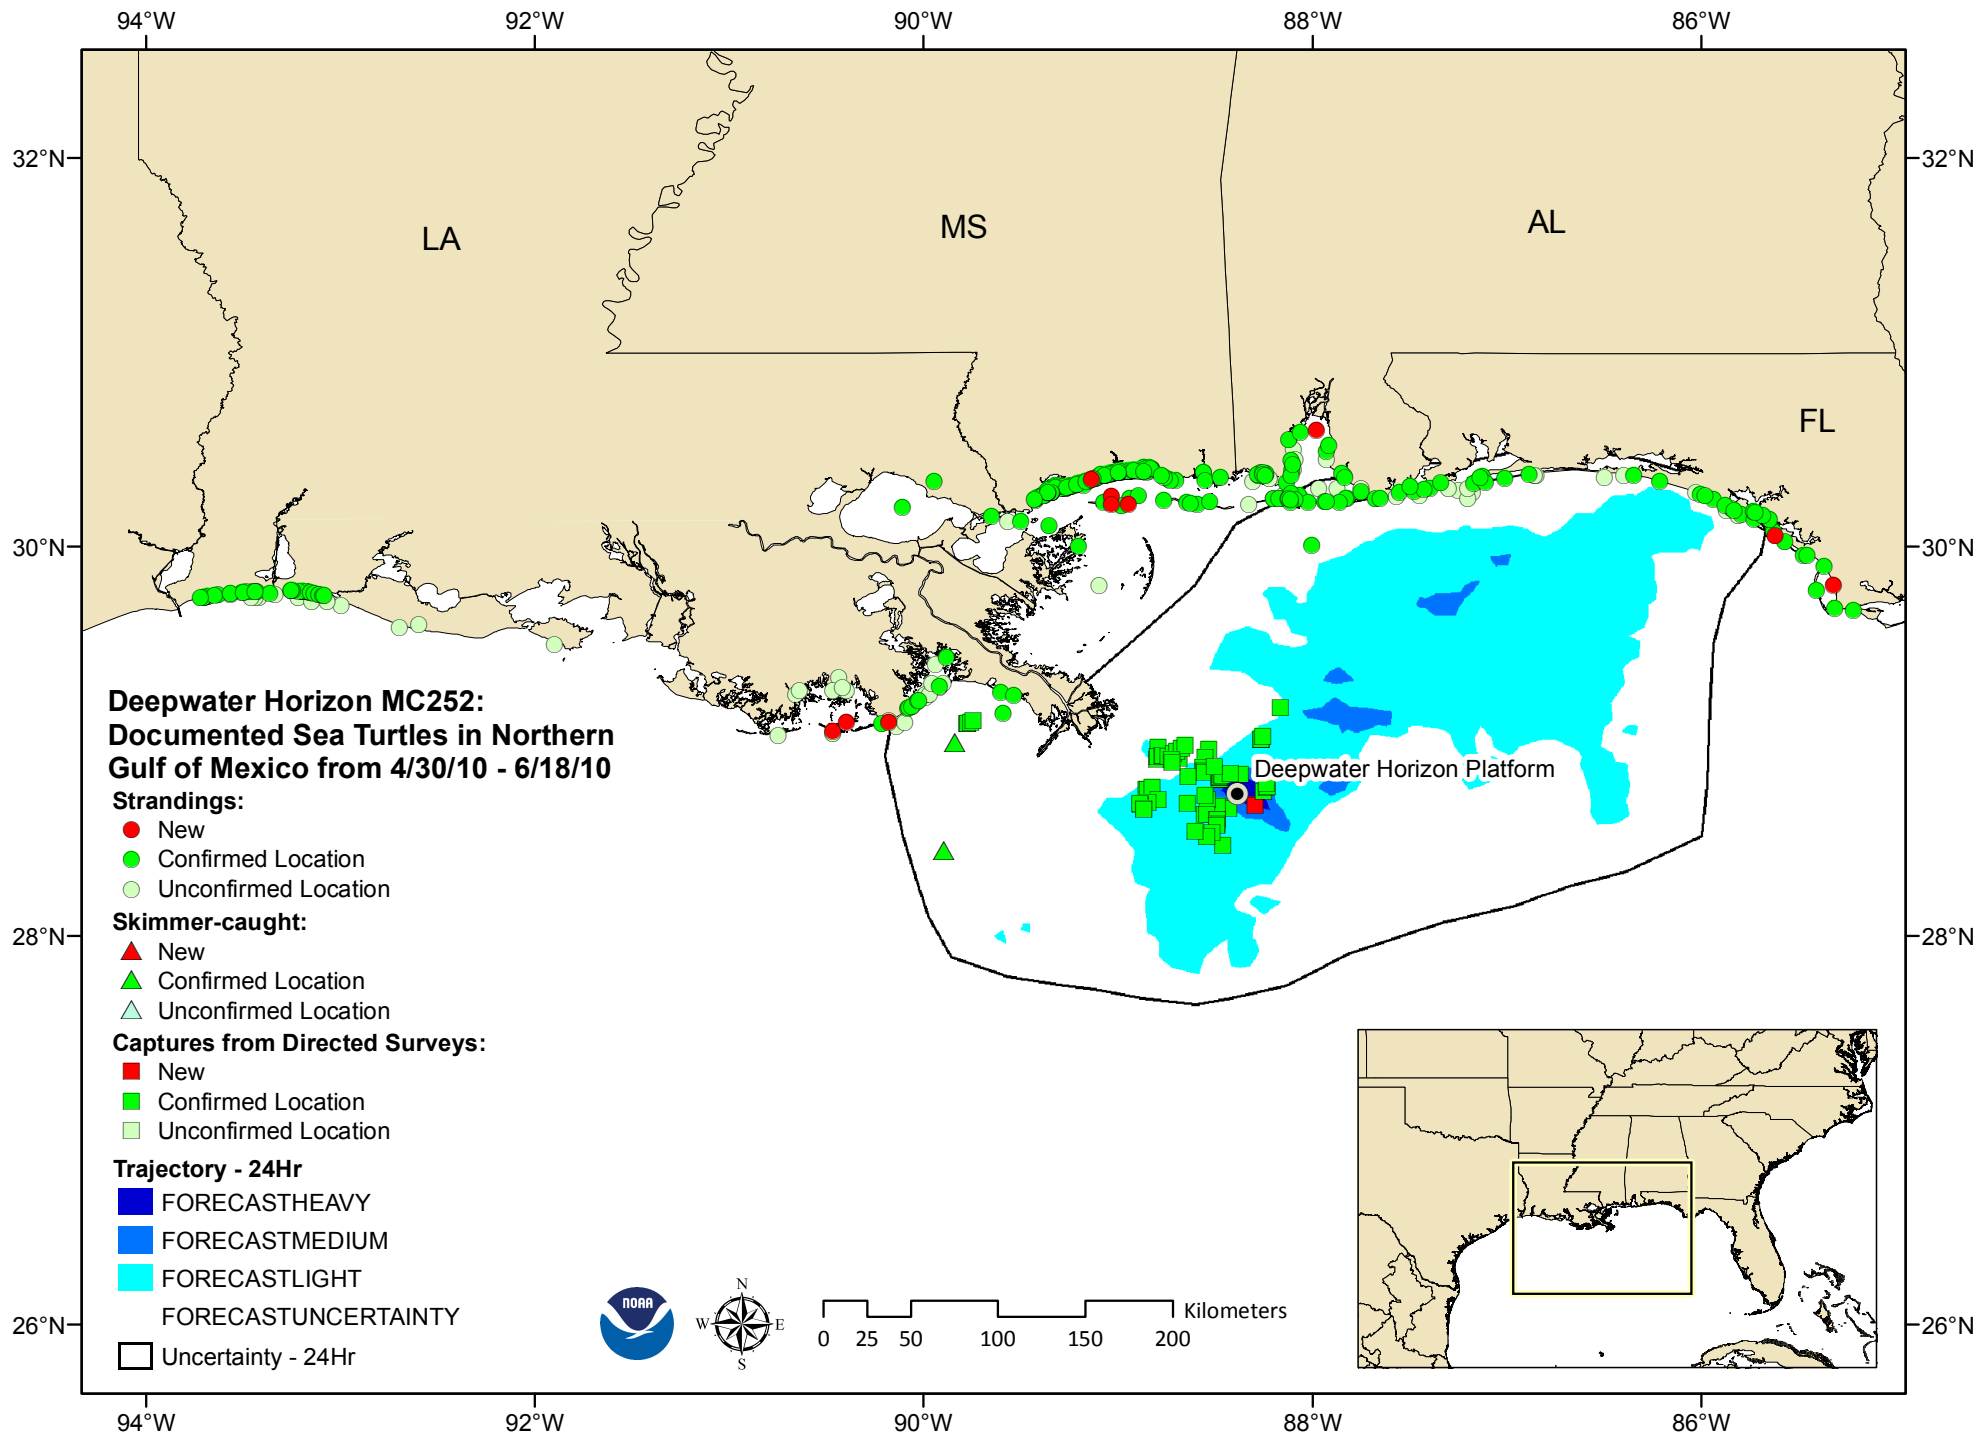 94°W
92°W
90°W
88°W
86°W
32°N
32°N
LA
MS
AL
FL
30°N
30°N
Deepwater Horizon MC252:
Documented Sea Turtles in Northern
Gulf of Mexico from 4/30/10 - 6/18/10
Deepwater Horizon Platform
Strandings:
New
Confirmed Location
Unconfirmed Location
Skimmer-caught:
New
Confirmed Location
Unconfirmed Location
28°N
28°N
Captures from Directed Surveys:
New
Confirmed Location
Unconfirmed Location
Trajectory - 24Hr
FORECASTHEAVY
FORECASTMEDIUM
FORECASTLIGHT
FORECASTUNCERTAINTY
Uncertainty - 24Hr
NOAA
N
W
E
S
Kilometers
0 25 50 100 150 200
26°N
26°N
94°W
92°W
90°W
88°W
86°W